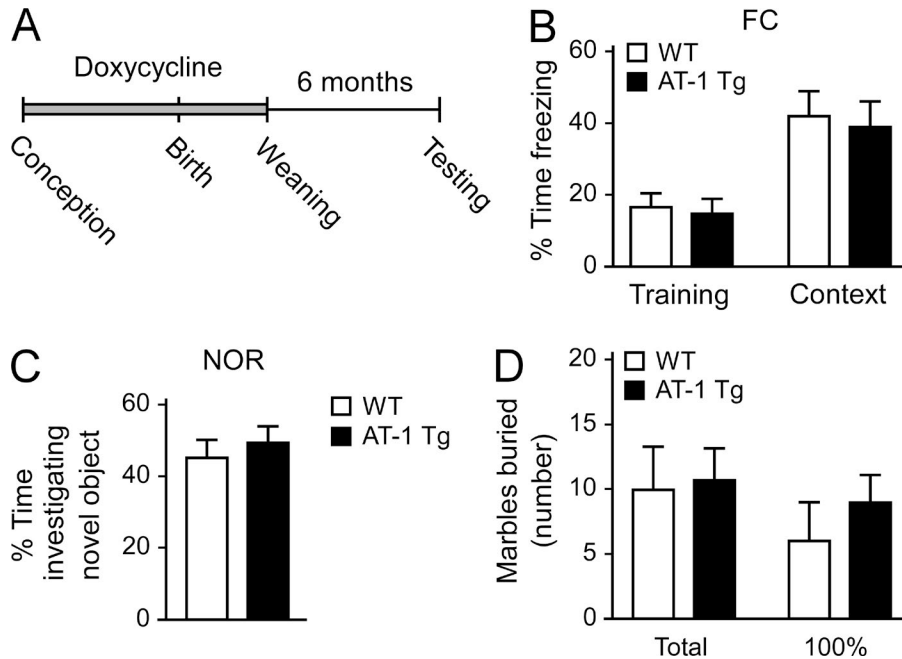 A
Doxycycline
6 months
Conception
Birth
Weaning
Testing
B
FC
WT
AT-1 Tg
% Time freezing
60
40
20
0
Training
Context
C
NOR
WT
AT-1 Tg
% Time
investigating
novel object
60
40
20
0
D
WT
AT-1 Tg
Marbles buried
(number)
20
15
10
5
0
Total
100%